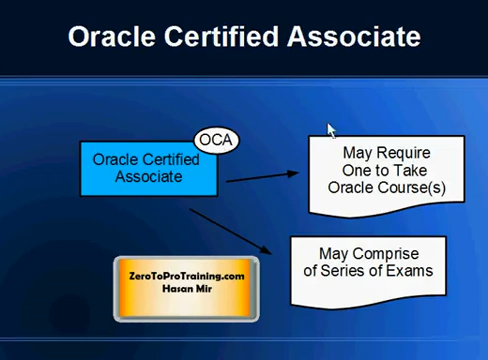 Oracle Certified Associate
OCA
Oracle Certified
Associate
May Require
One to Take
Oracle Course(s)
May Comprise
of Series of Exams
ZeroToProTraining.com
Hasan Mir